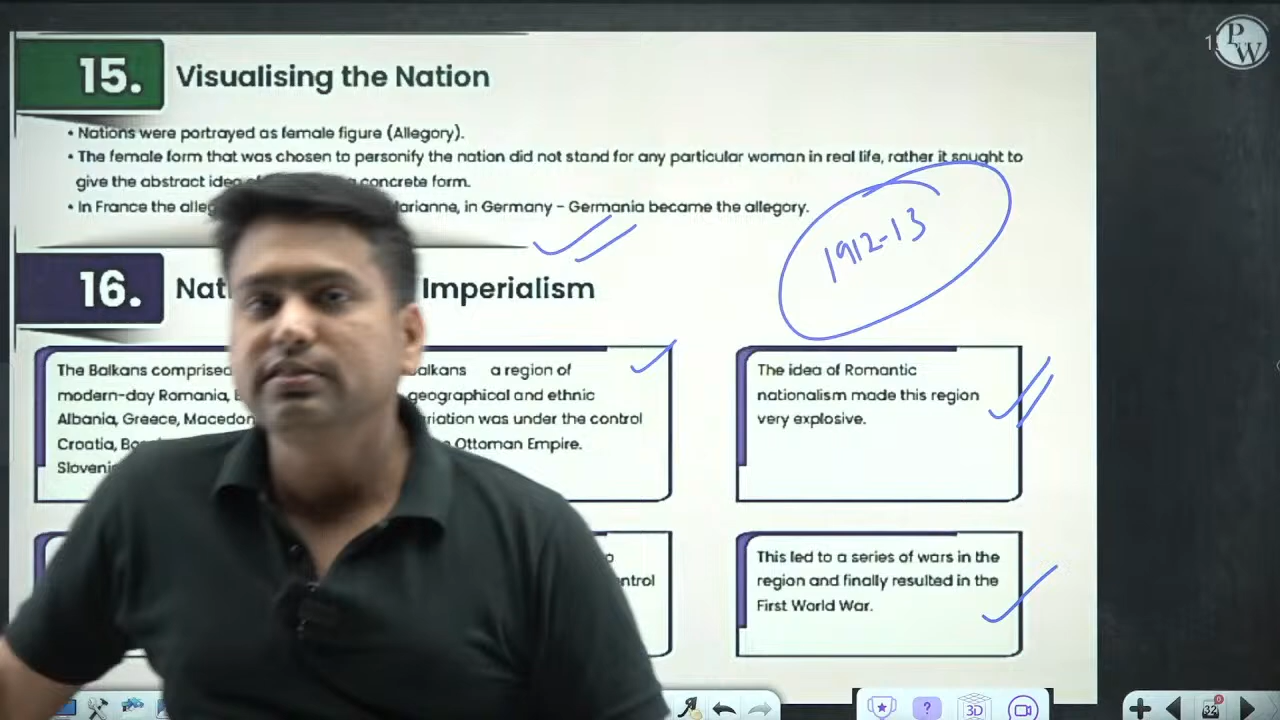 PW
15.
Visualising the Nation
• Nations were portrayed as female figure (Allegory).
• The female form that was chosen to personify the nation did not stand for any particular woman in real life, rather it sought to
give the abstract idea concrete form.
• In France the arianne, in Germany - Germania became the allegory.
1912-13
16.
Imperialism
The Balkans comprised
modern-day Romania,
Albania, Greece,
Croatia,
alkans a region of
geographical and ethnic
riation was under the control
Ottoman Empire.
The idea of Romantic
nationalism made this region
very explosive.
ntrol
This led to a series of wars in the
region and finally resulted in the
First World War.
?
3D
32